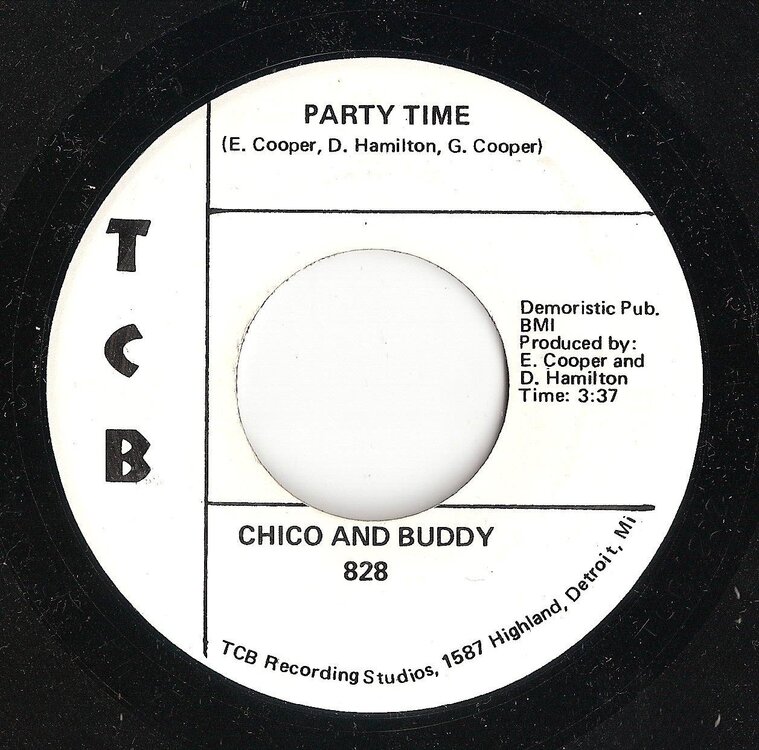 PARTY TIME
(E. Cooper, D. Hamilton, G. Cooper)
T
C
B
Demoristic Pub.
BMI
Produced by:
E. Cooper and
D. Hamilton
Time: 3:37
CHICO AND BUDDY
828
TCB Recording Studios, 1587 Highland, Detroit, Mi